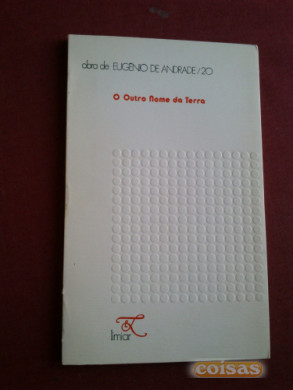 obra de EUGÉNIO DE ANDRADE/20
O Outro Nome da Terra
limiar
coisas